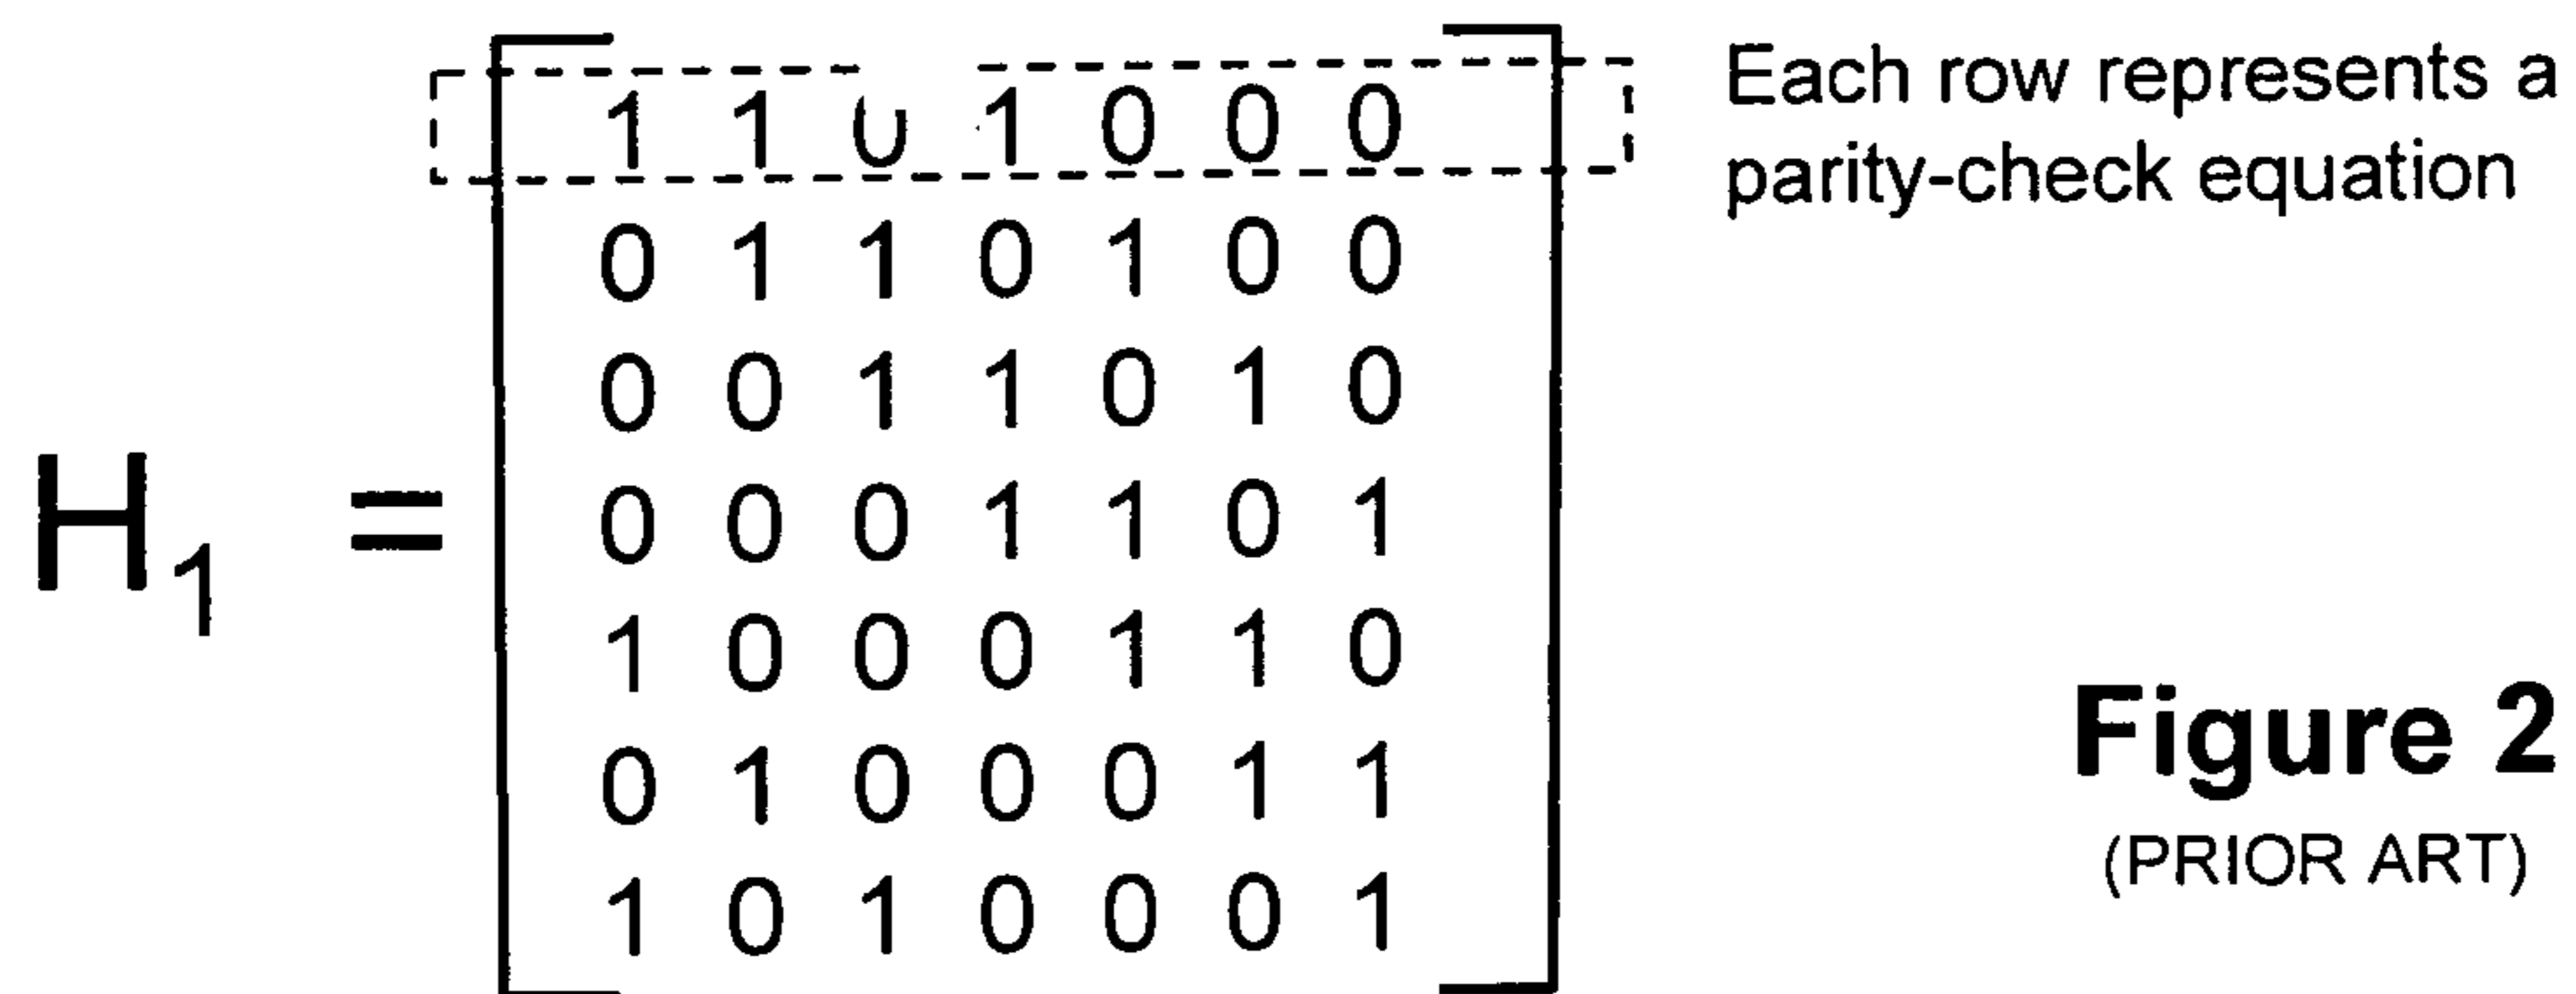 1 1 0 1 0 0 0
Each row represents a
parity-check equation
0 1 1 0 1 0 0
0 0 1 1 0 1 0
H1 =
0 0 0 1 1 0 1
1 0 0 0 1 1 0
0 1 0 0 0 1 1
1 0 1 0 0 0 1
Figure 2
(PRIOR ART)